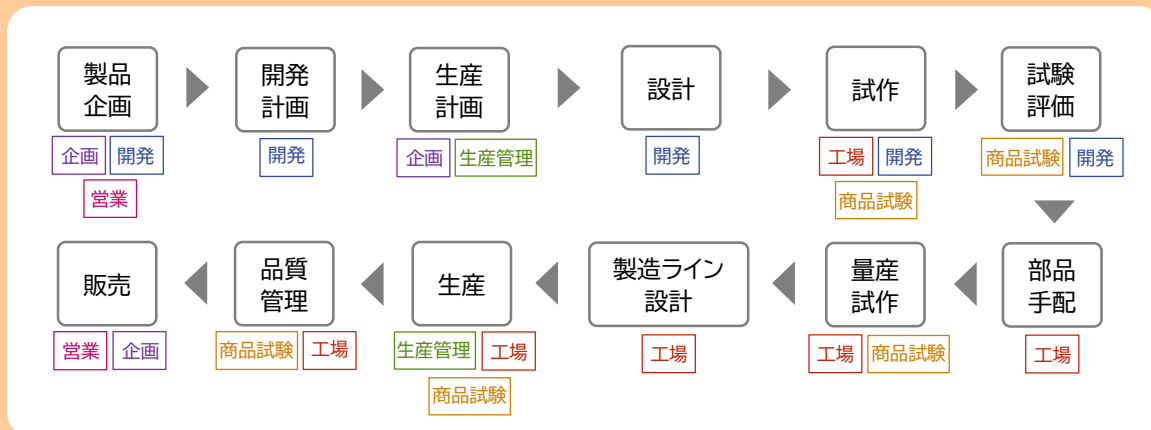 製品
企画
企画 開発
営業
開発
計画
開発
生産
計画
企画 生産管理
設計
開発
試作
工場 開発
商品試験
試験
評価
商品試験 開発
部品
手配
工場
量産
試作
工場 商品試験
製造ライン
設計
工場
生産
生産管理 工場
商品試験
品質
管理
商品試験 工場
販売
営業 企画